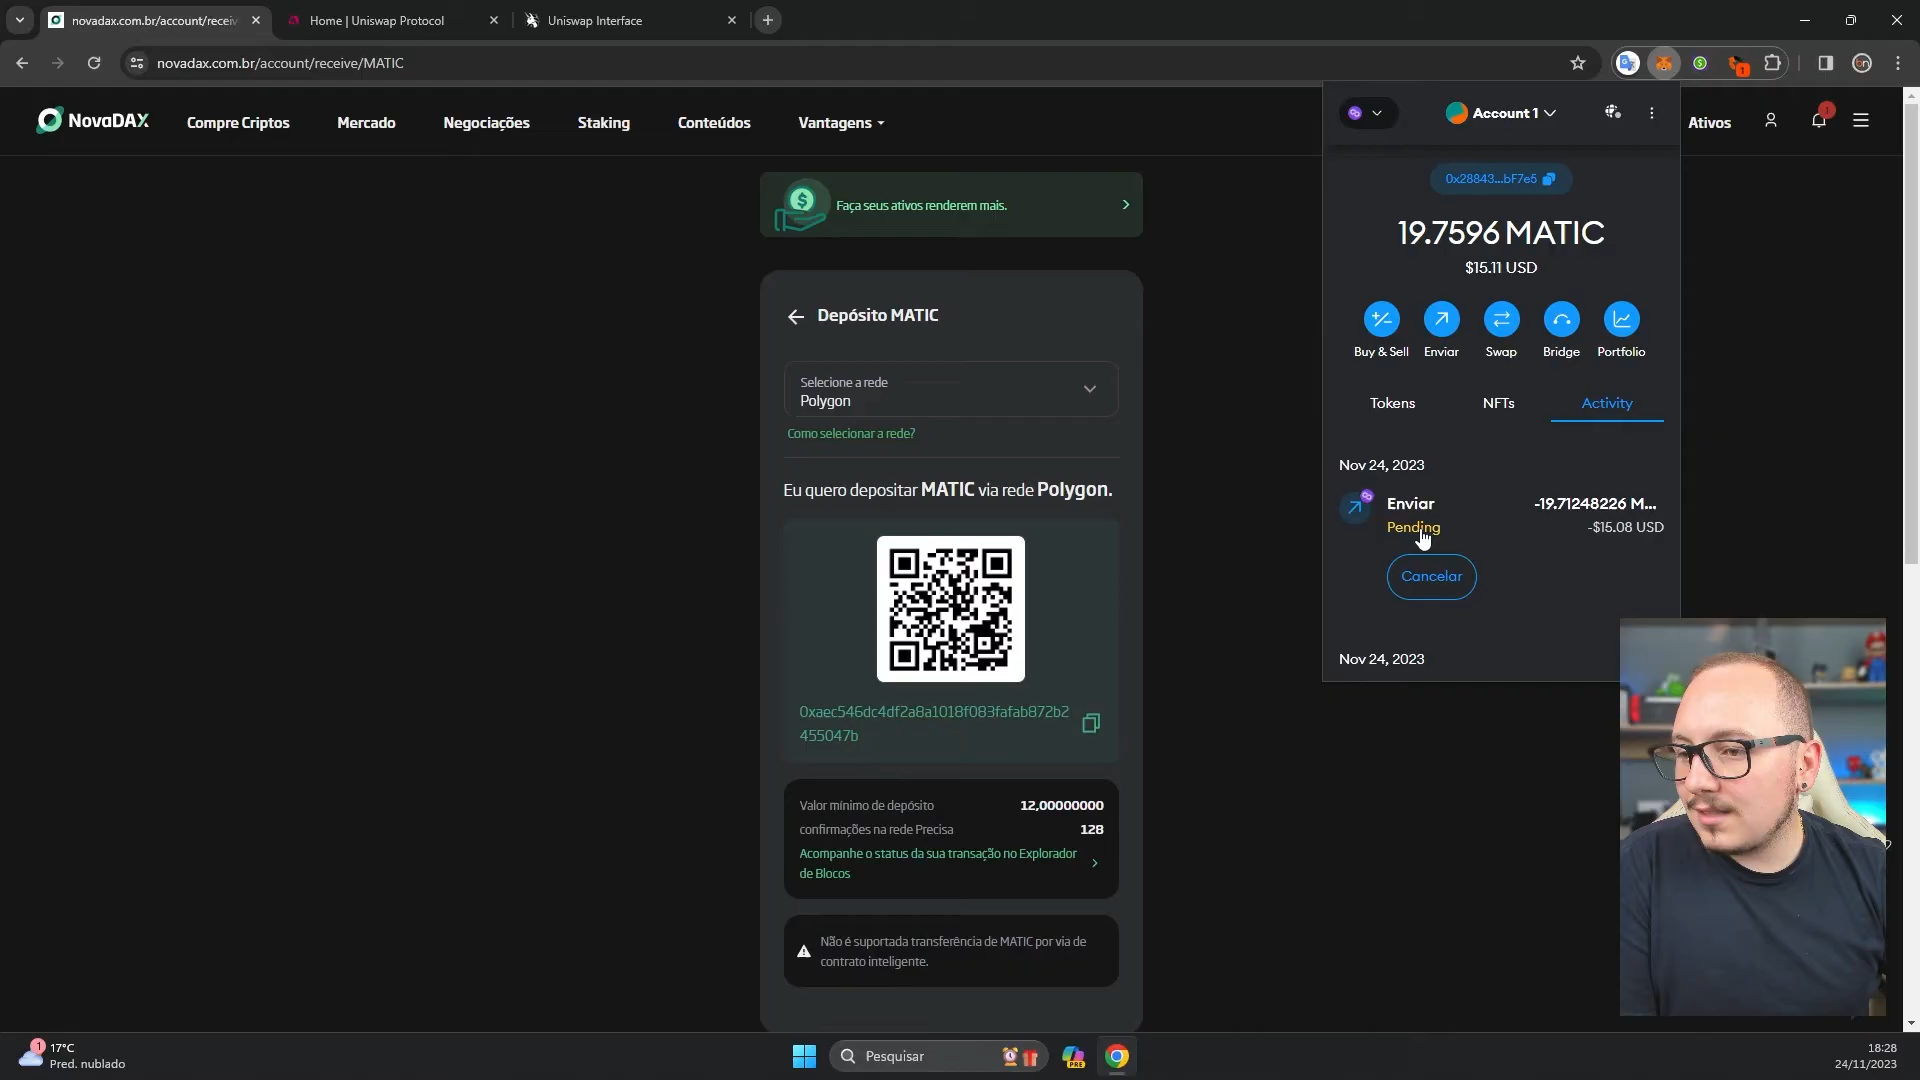 novadax.com.br/account/receiv
Home | Uniswap Protocol
Uniswap Interface
novadax.com.br/account/receive/MATIC
1
NovaDAX
Compre Criptos
Mercado
Negociações
Staking
Conteúdos
Vantagens
Ativos
1
Faça seus ativos renderem mais.
Depósito MATIC
Selecione a rede
Polygon
Como selecionar a rede?
Eu quero depositar MATIC via rede Polygon.
0xaec546dc4df2a8a1018f083fafab872b2
455047b
Valor mínimo de depósito 12,00000000
confirmações na rede Precisa 128
Acompanhe o status da sua transação no Explorador
de Blocos
Não é suportada transferência de MATIC por via de
contrato inteligente.
Account 1
0x28843...bF7e5
19.7596 MATIC
$15.11 USD
Buy & Sell
Enviar
Swap
Bridge
Portfolio
Tokens
NFTs
Activity
Nov 24, 2023
Enviar -19.71248226 M...
Pending -$15.08 USD
Cancelar
Nov 24, 2023
1
17°C
Pred. nublado
Pesquisar
PRE
18:28
24/11/2023